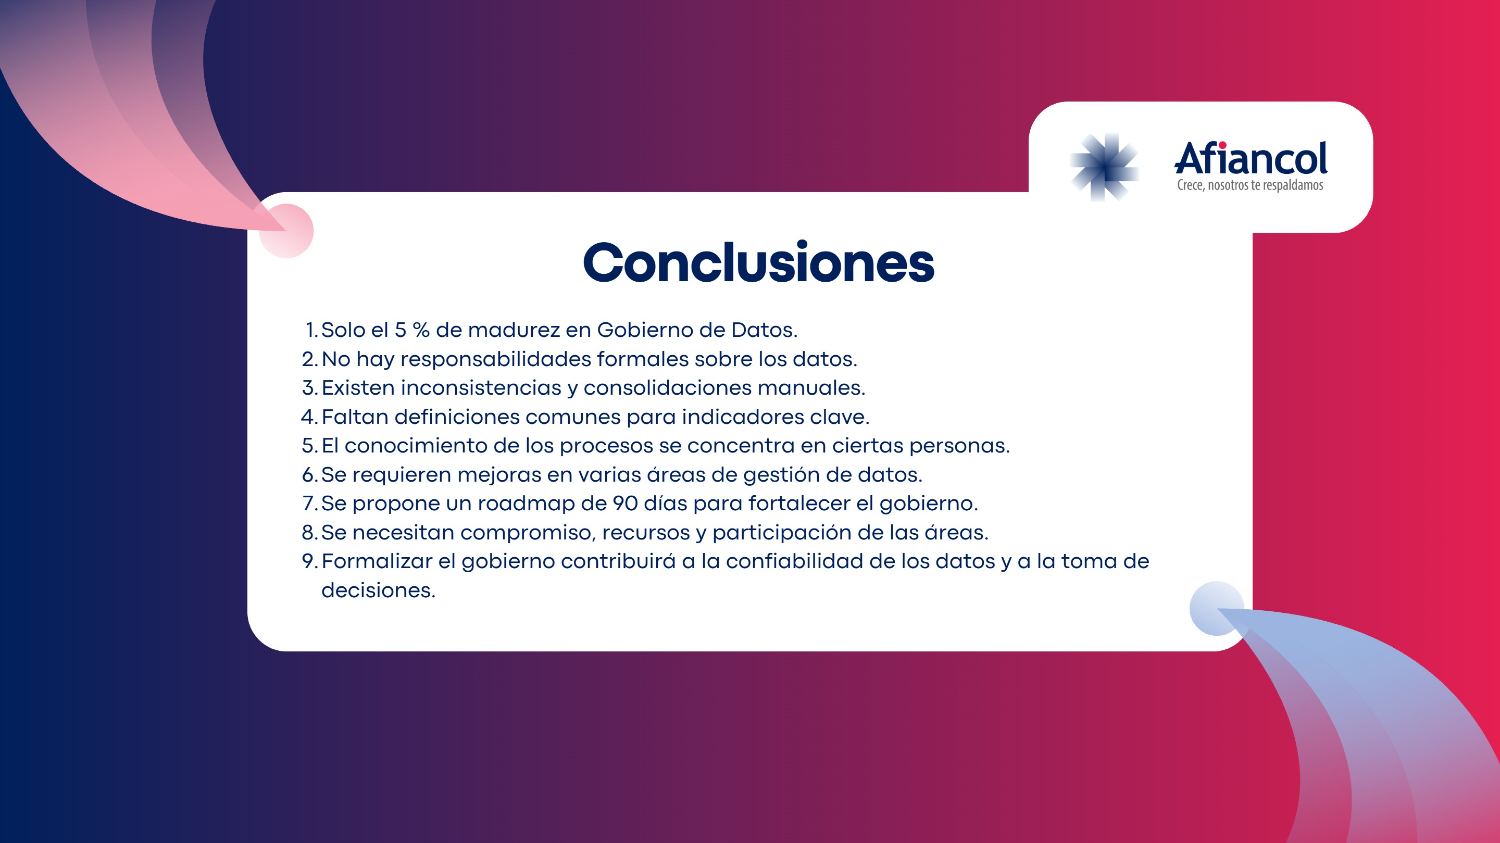 Afiancol
Crece, nosotros te respaldamos
Conclusiones
1. Solo el 5 % de madurez en Gobierno de Datos.
2. No hay responsabilidades formales sobre los datos.
3. Existen inconsistencias y consolidaciones manuales.
4. Faltan definiciones comunes para indicadores clave.
5. El conocimiento de los procesos se concentra en ciertas personas.
6. Se requieren mejoras en varias áreas de gestión de datos.
7. Se propone un roadmap de 90 días para fortalecer el gobierno.
8. Se necesitan compromiso, recursos y participación de las áreas.
9. Formalizar el gobierno contribuirá a la confiabilidad de los datos y a la toma de
decisiones.